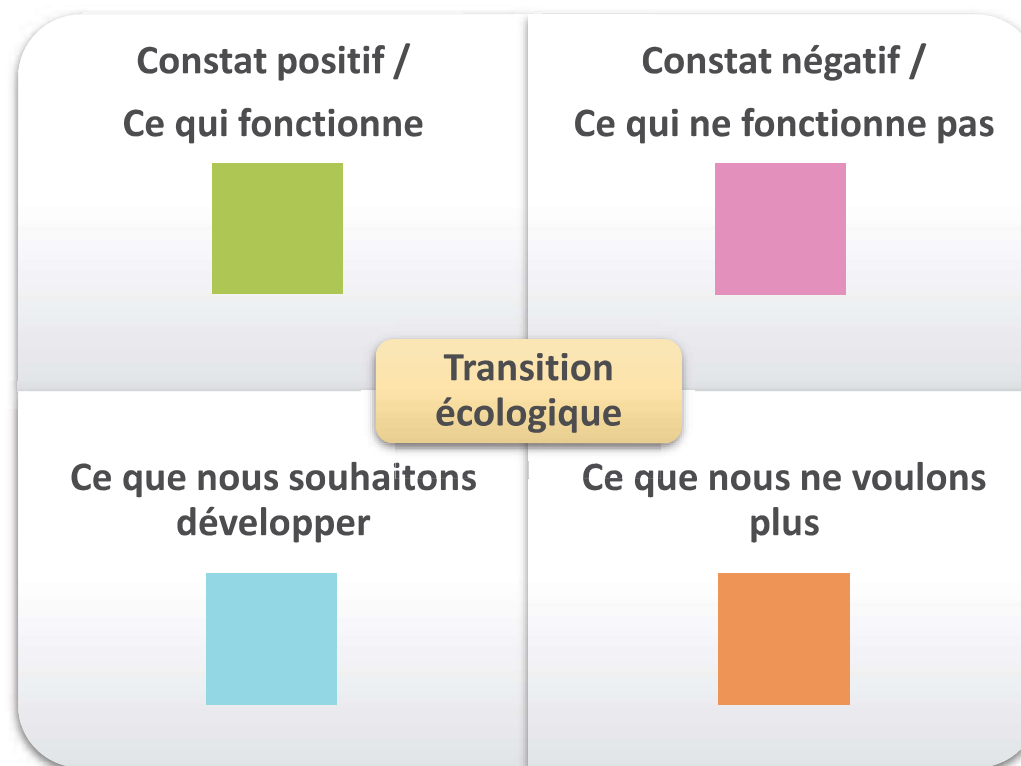 Constat positif /
Ce qui fonctionne
Constat négatif /
Ce qui ne fonctionne pas
Transition
écologique
Ce que nous souhaitons
développer
Ce que nous ne voulons
plus